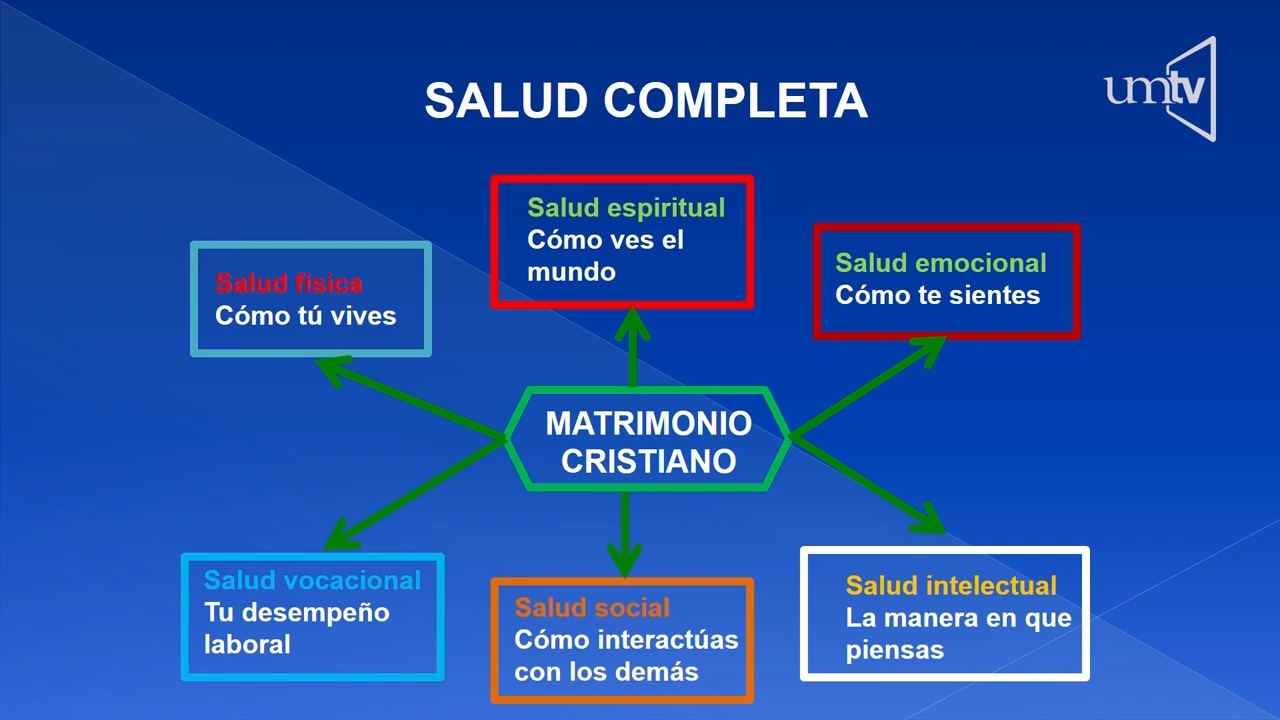 SALUD COMPLETA
umtv
Salud espiritual
Cómo ves el
mundo
Salud física
Cómo tú vives
Salud emocional
Cómo te sientes
MATRIMONIO
CRISTIANO
Salud vocacional
Tu desempeño
laboral
Salud social
Cómo interactúas
con los demás
Salud intelectual
La manera en que
piensas